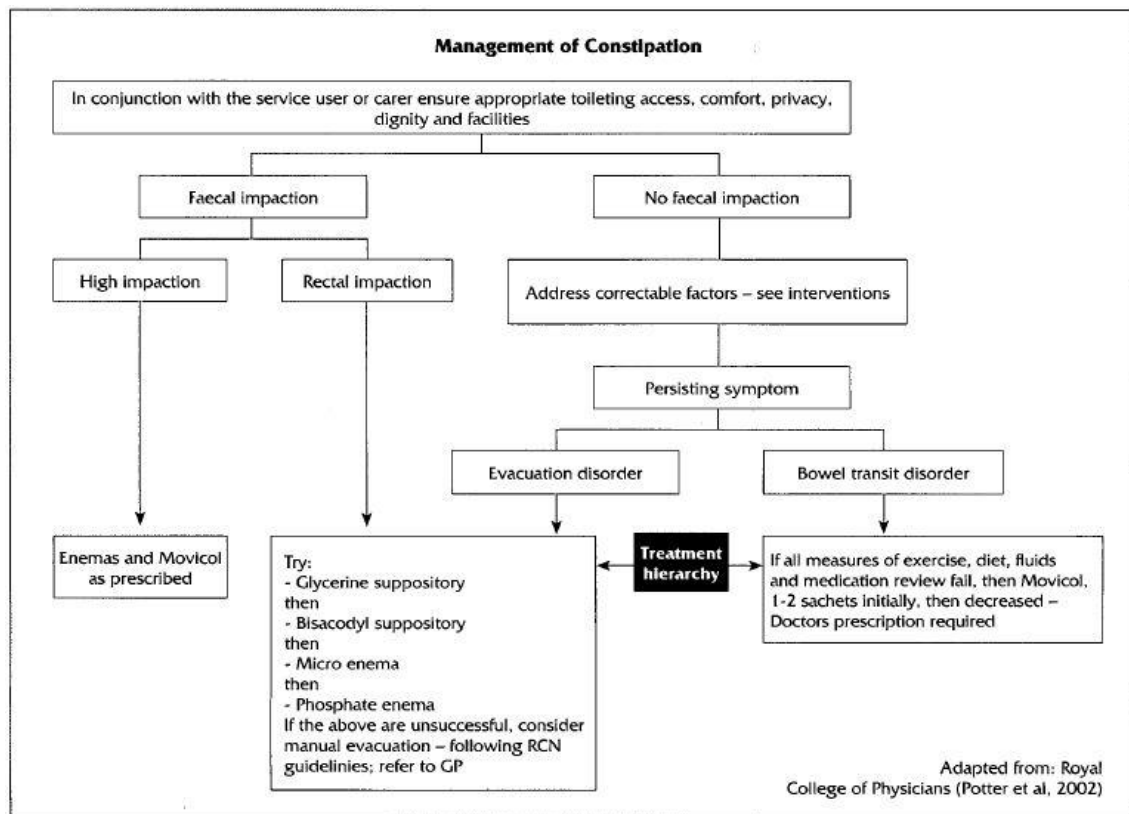 Management of Constipation
In conjunction with the service user or carer ensure appropriate toileting access, comfort, privacy,
dignity and facilities
Faecal impaction
No faecal impaction
High impaction
Rectal impaction
Address correctable factors – see interventions
Persisting symptom
Evacuation disorder
Bowel transit disorder
Enemas and Movicol
as prescribed
Try:
- Glycerine suppository
then
- Bisacodyl suppository
then
- Micro enema
then
- Phosphate enema
If the above are unsuccessful, consider
manual evacuation – following RCN
guidelinies; refer to GP
Treatment
hierarchy
If all measures of exercise, diet, fluids
and medication review fail, then Movicol,
1-2 sachets initially, then decreased –
Doctors prescription required
Adapted from: Royal
College of Physicians (Potter et al, 2002)